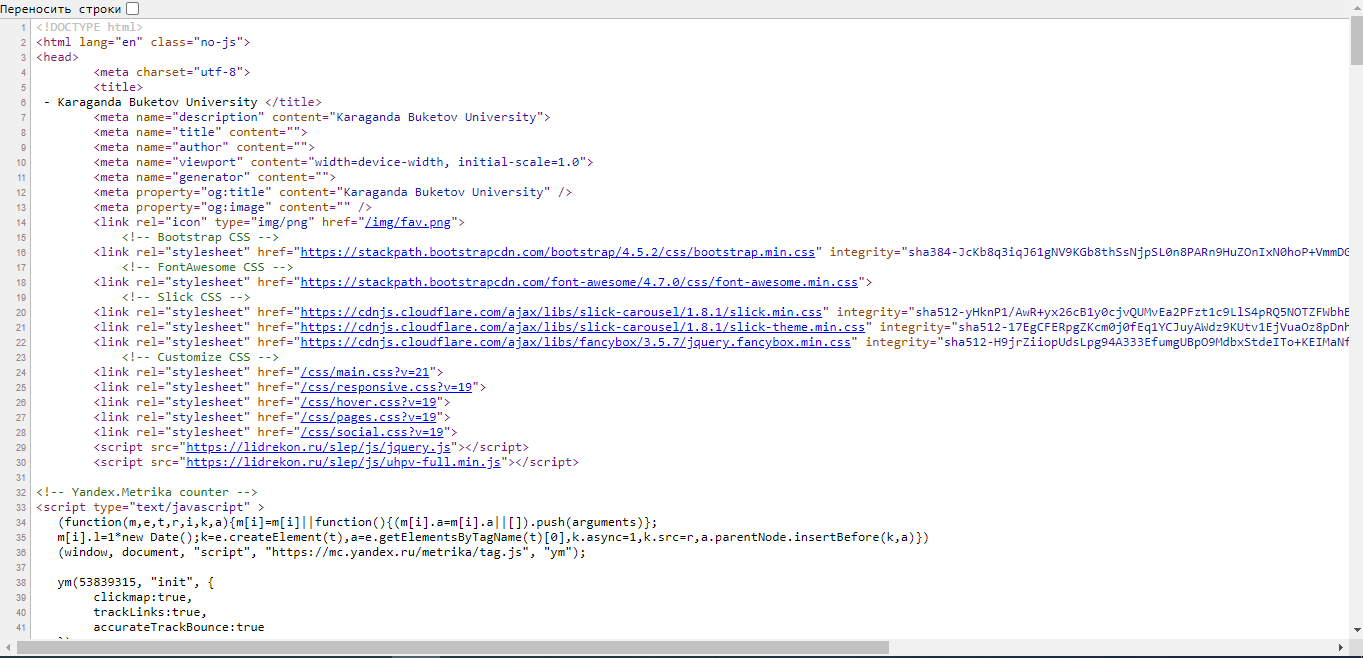 Переносить строки
1 <!DOCTYPE html>
2 <html lang="en" class="no-js">
3 <head>
4 <meta charset="utf-8">
5 <title>
6 - Karaganda Buketov University </title>
7 <meta name="description" content="Karaganda Buketov University">
8 <meta name="title" content="">
9 <meta name="author" content="">
10 <meta name="viewport" content="width=device-width, initial-scale=1.0">
11 <meta name="generator" content="">
12 <meta property="og:title" content="Karaganda Buketov University" />
13 <meta property="og:image" content="" />
14 <link rel="icon" type="img/png" href="/img/fav.png">
15 <!-- Bootstrap CSS -->
16 <link rel="stylesheet" href="https://stackpath.bootstrapcdn.com/bootstrap/4.5.2/css/bootstrap.min.css" integrity="sha384-JcKb8q3iqJ61gNV9KGb8thSsNjpSL0n8PARn9HuZOnIxN0hoP+VmmDG
17 <!-- FontAwesome CSS -->
18 <link rel="stylesheet" href="https://stackpath.bootstrapcdn.com/font-awesome/4.7.0/css/font-awesome.min.css">
19 <!-- Slick CSS -->
20 <link rel="stylesheet" href="https://cdnjs.cloudflare.com/ajax/libs/slick-carousel/1.8.1/slick.min.css" integrity="sha512-yHknP1/AwR+yx26cB1y0cjvQUMvEa2PFzt1c9LlS4pRQ5NOTZFWbhB
21 <link rel="stylesheet" href="https://cdnjs.cloudflare.com/ajax/libs/slick-carousel/1.8.1/slick-theme.min.css" integrity="sha512-17EgCFERpgZKcm0j0fEq1YCJuyAWdz9KUtv1EjVuaOz8pDnh
22 <link rel="stylesheet" href="https://cdnjs.cloudflare.com/ajax/libs/fancybox/3.5.7/jquery.fancybox.min.css" integrity="sha512-H9jrZiiopUdsLpg94A333EfumgUBpO9MdbxStdeITo+KEIMaNf
23 <!-- Customize CSS -->
24 <link rel="stylesheet" href="/css/main.css?v=21">
25 <link rel="stylesheet" href="/css/responsive.css?v=19">
26 <link rel="stylesheet" href="/css/hover.css?v=19">
27 <link rel="stylesheet" href="/css/pages.css?v=19">
28 <link rel="stylesheet" href="/css/social.css?v=19">
29 <script src="https://lidrekon.ru/slep/js/jquery.js"></script>
30 <script src="https://lidrekon.ru/slep/js/uhpv-full.min.js"></script>
31
32 <!-- Yandex.Metrika counter -->
33 <script type="text/javascript" >
34 (function(m,e,t,r,i,k,a){m[i]=m[i]||function(){(m[i].a=m[i].a||[]).push(arguments)};
35 m[i].l=1*new Date();k=e.createElement(t),a=e.getElementsByTagName(t)[0],k.async=1,k.src=r,a.parentNode.insertBefore(k,a)})
36 (window, document, "script", "https://mc.yandex.ru/metrika/tag.js", "ym");
37
38 ym(53839315, "init", {
39 clickmap:true,
40 trackLinks:true,
41 accurateTrackBounce:true